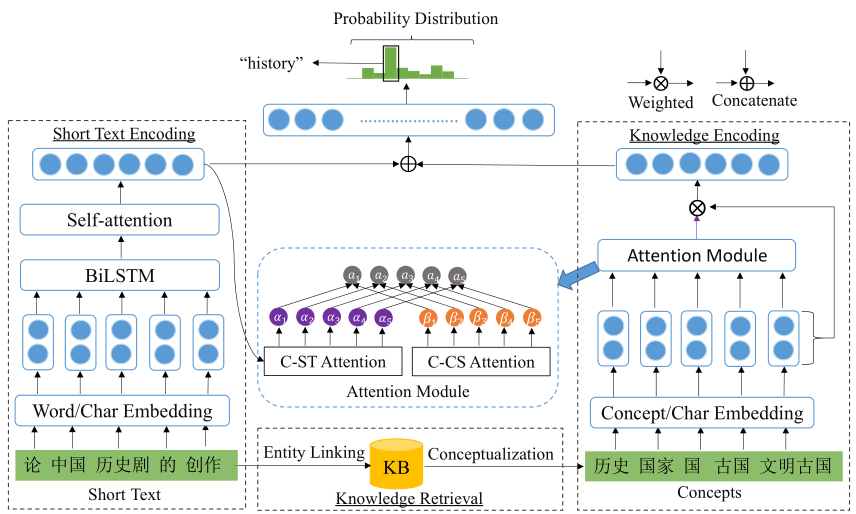 Probability Distribution
“history”
Weighted
Concatenate
Short Text Encoding
Self-attention
BiLSTM
Word/Char Embedding
论 中国 历史剧 的 创作
Short Text
Knowledge Encoding
Attention Module
Concept/Char Embedding
历史 国家 国 古国 文明古国
Concepts
α₁ α₂ α₃ α₄ α₅
α₁ α₂ α₃ α₄ α₅
β₁ β₂ β₃ β₄ β₅
C-ST Attention
C-CS Attention
Attention Module
Entity Linking
KB
Conceptualization
Knowledge Retrieval